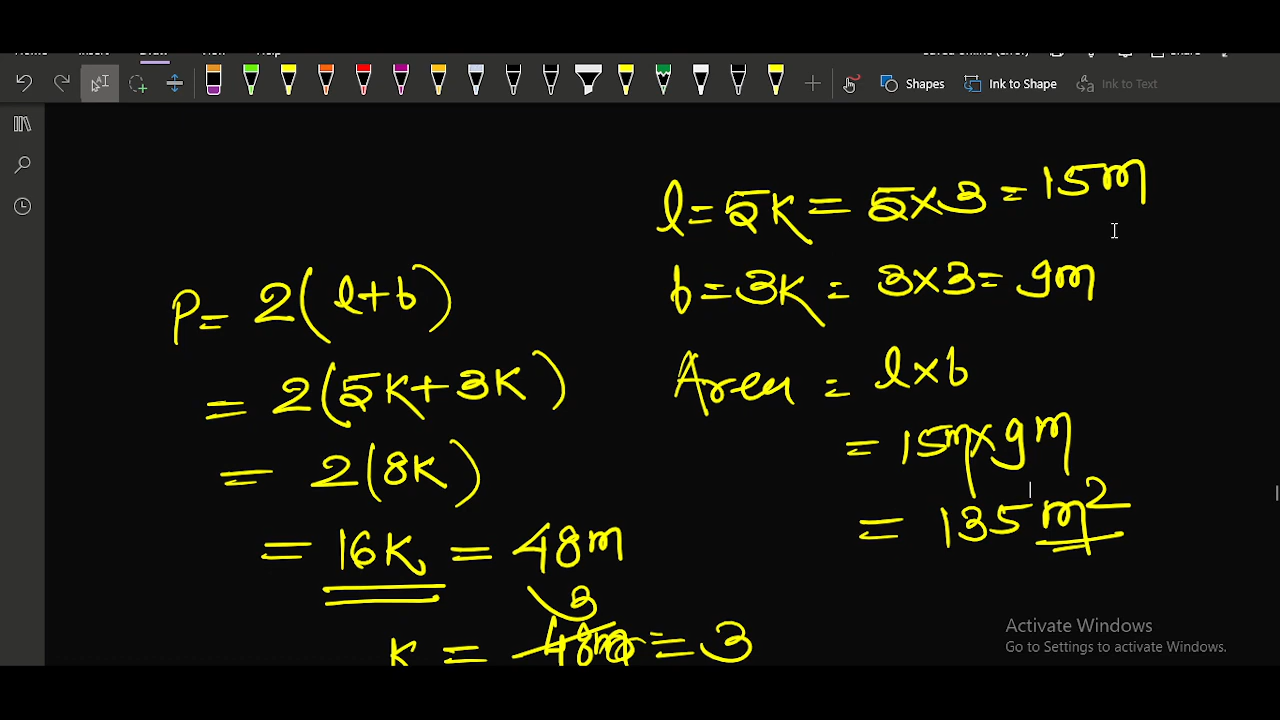 Shapes Ink to Shape Ink to Text
P = 2(l+b)
= 2(5K+3K)
= 2(8K)
= 16K = 48m
3
K = 48m = 3
l = 5K = 5×3 = 15m
b = 3K = 3×3 = 9m
Area = l×b
= 15m×9m
= 135 m²
Activate Windows
Go to Settings to activate Windows.